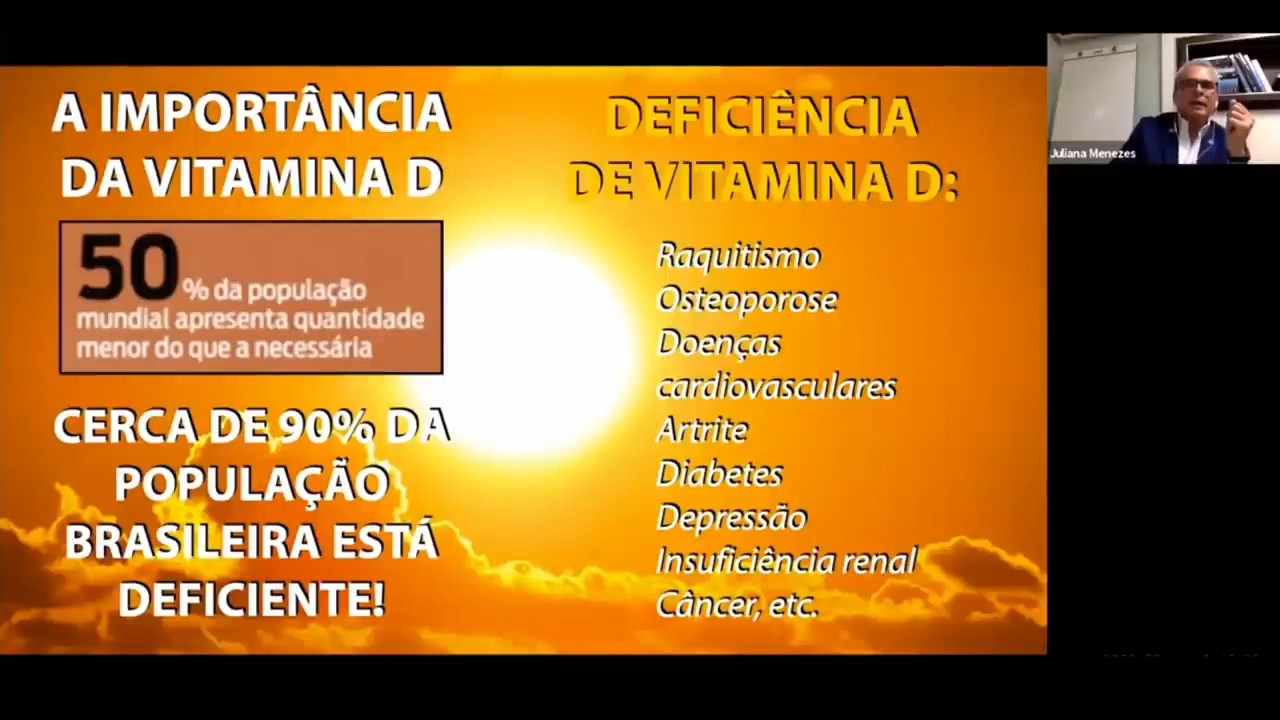 A IMPORTÂNCIA
DA VITAMINA D
50% da população
mundial apresenta quantidade
menor do que a necessária
CERCA DE 90% DA
POPULAÇÃO
BRASILEIRA ESTÁ
DEFICIENTE!
DEFICIÊNCIA
DE VITAMINA D:
Raquitismo
Osteoporose
Doenças
cardiovasculares
Artrite
Diabetes
Depressão
Insuficiência renal
Câncer, etc.
Juliana Menezes